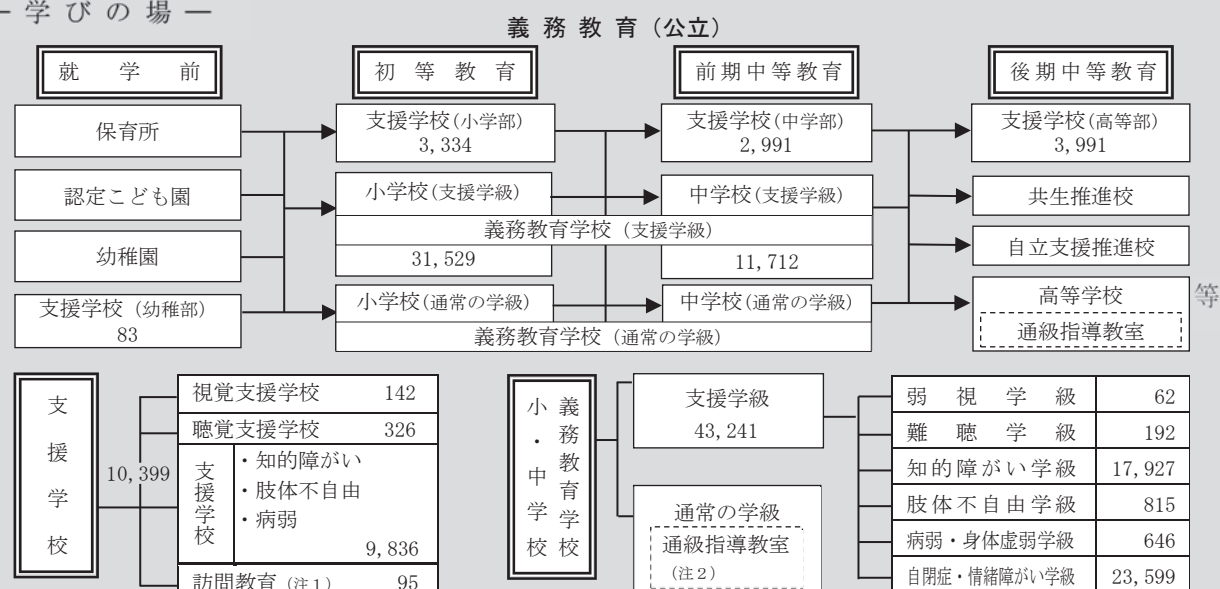 ― 学 び の 場 ―
義 務 教 育（公立）
就 学 前
初 等 教 育
前期中等教育
後期中等教育
保育所
認定こども園
幼稚園
支援学校（幼稚部）
83
支援学校(小学部)
3,334
小学校(支援学級)
義務教育学校（支援学級）
31,529
小学校(通常の学級)
義務教育学校（通常の学級）
支援学校(中学部)
2,991
中学校(支援学級)
11,712
中学校(通常の学級)
支援学校(高等部)
3,991
共生推進校
自立支援推進校
高等学校
通級指導教室
等
支援学校
10,399
視覚支援学校 142
聴覚支援学校 326
支援学校
・知的障がい
・肢体不自由
・病弱
9,836
訪問教育（注１） 95
小・中学校
義務教育学校
支援学級
43,241
通常の学級
通級指導教室
（注２）
弱 視 学 級 62
難 聴 学 級 192
知的障がい学級 17,927
肢体不自由学級 815
病弱・身体虚弱学級 646
自閉症・情緒障がい学級 23,599